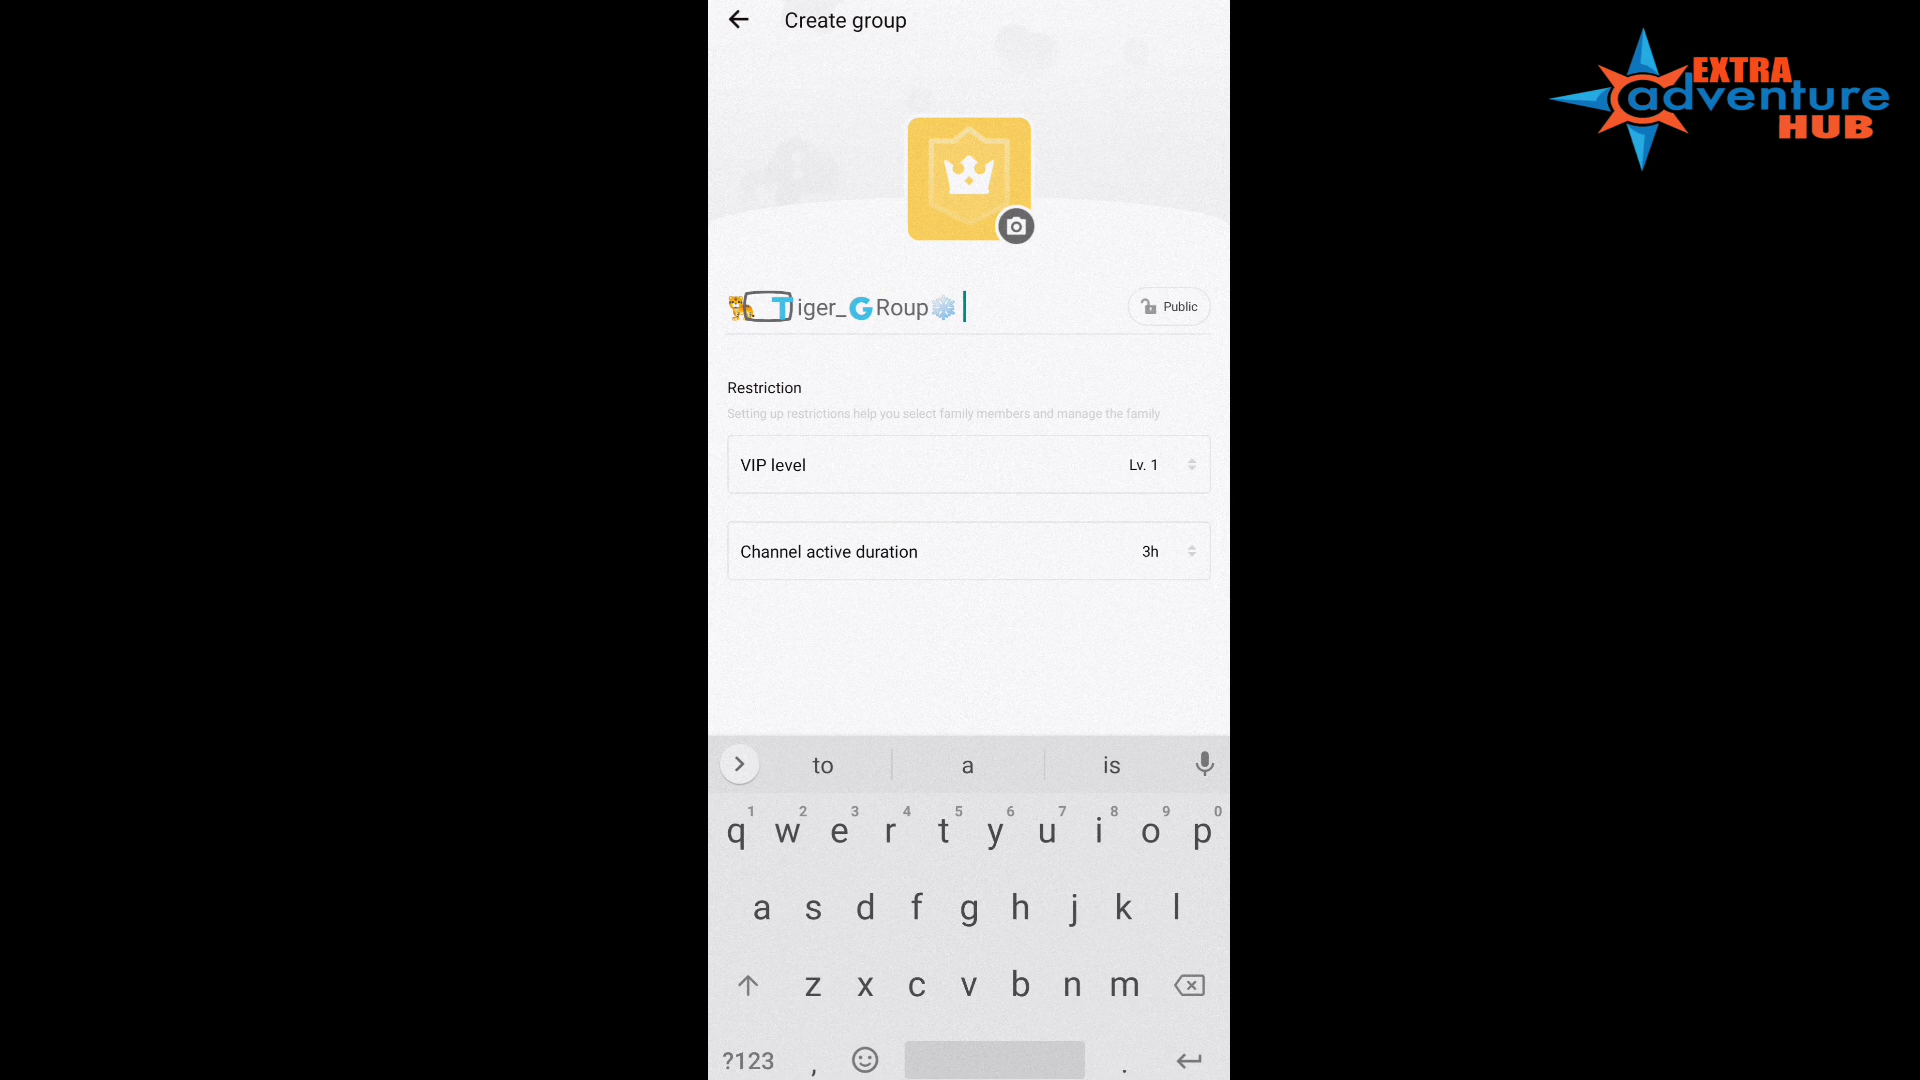 Create group
EXTRA
adventure
HUB
🐅 Tiger_GRoup❄️
Public
Restriction
Setting up restrictions help you select family members and manage the family
VIP level Lv. 1
Channel active duration 3h
to a is
1 2 3 4 5 6 7 8 9 0
q w e r t y u i o p
a s d f g h j k l
z x c v b n m
?123 , .